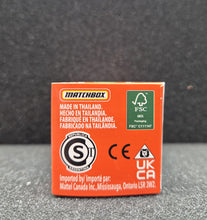 MATCHBOX
MADE IN THAILAND.
HECHO EN TAILANDIA.
FABRIQUÉ EN THAÏLANDE.
FABRICADO NA TAILÂNDIA.
FSC
MIX
Packaging
S
CE
UK
CA
Imported by/Importé par:
Mattel Canada Inc., Mississauga, Ontario L5R 3W2.